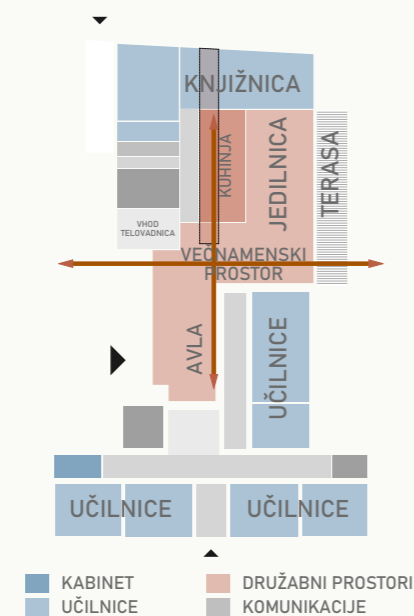 KNJIŽNICA
KUHINJA
JEDILNICA
TERASA
VHOD
TELOVADNICA
VEČNAMENSKI
PROSTOR
AVLA
UČILNICE
UČILNICE
UČILNICE
KABINET
DRUŽABNI PROSTORI
UČILNICE
KOMUNIKACIJE